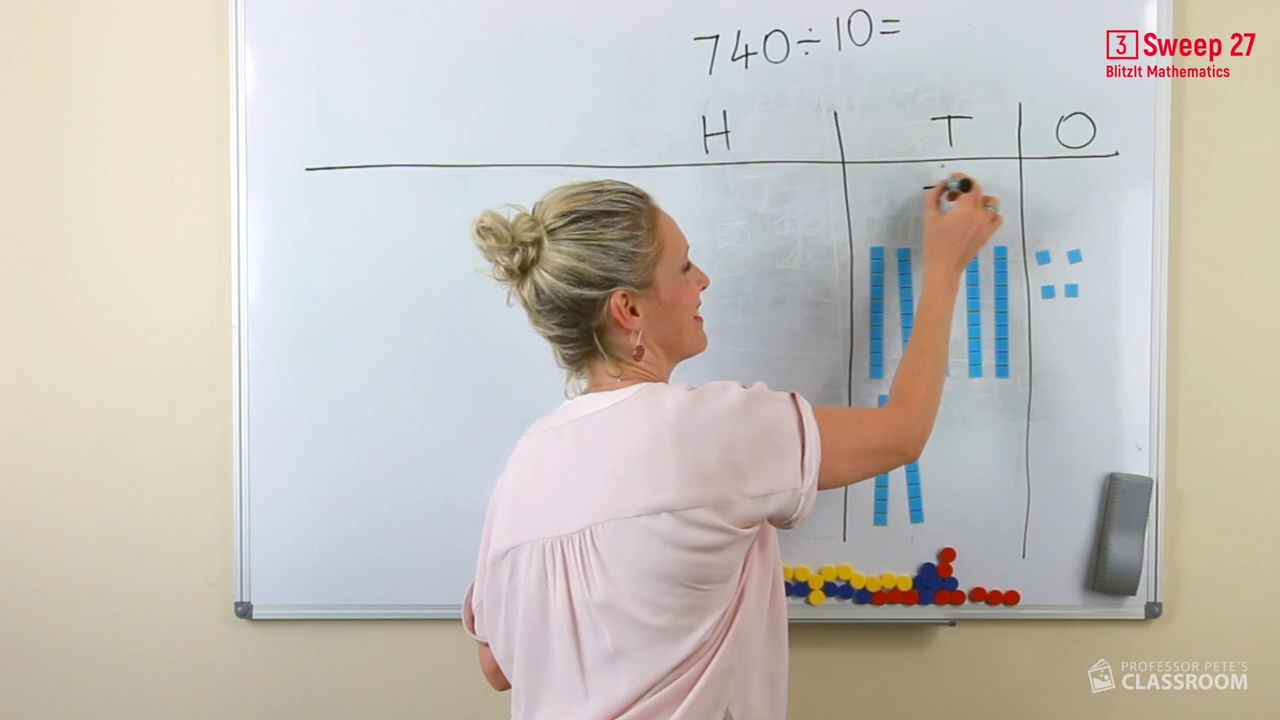 740÷10=
3 Sweep 27
BlitzIt Mathematics
H T O
PROFESSOR PETE'S
CLASSROOM